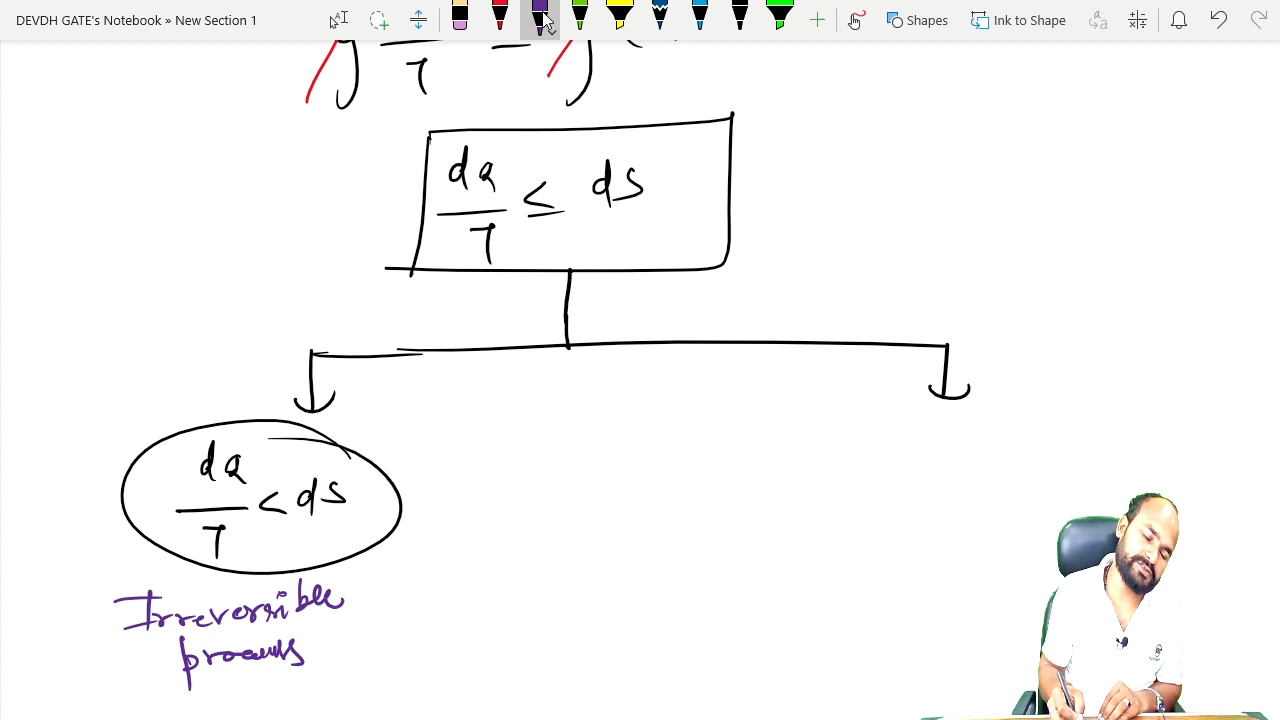 DEVDH GATE's Notebook » New Section 1
Shapes
Ink to Shape
T
dQ/T ≤ ds
dQ/T < ds
Irreversible
process